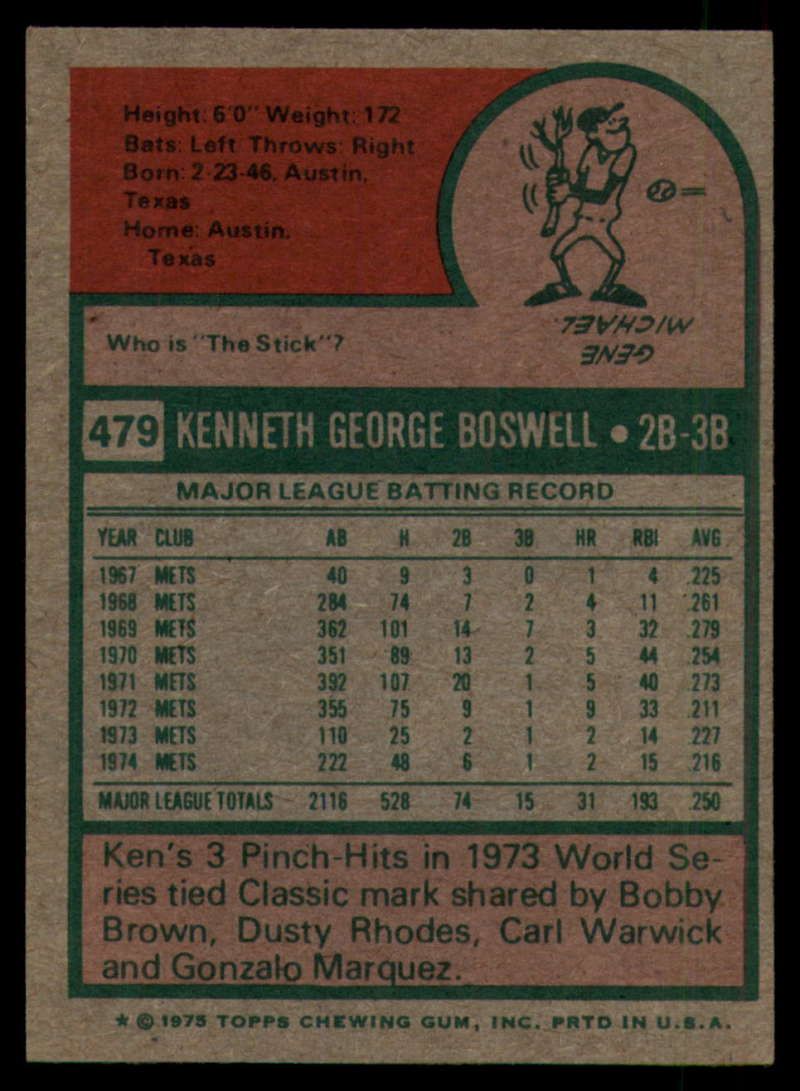 Height: 6'0" Weight: 172
Bats: Left Throws: Right
Born: 2-23-46, Austin,
Texas
Home: Austin,
Texas
Who is "The Stick"?
GENE
MICHAEL
479 KENNETH GEORGE BOSWELL • 2B-3B
MAJOR LEAGUE BATTING RECORD
YEAR CLUB AB H 2B 3B HR RBI AVG
1967 METS 40 9 3 0 1 4 .225
1968 METS 284 74 7 2 4 11 .261
1969 METS 362 101 14 7 3 32 .279
1970 METS 351 89 13 2 5 44 .254
1971 METS 392 107 20 1 5 40 .273
1972 METS 355 75 9 1 9 33 .211
1973 METS 110 25 2 1 2 14 .227
1974 METS 222 48 6 1 2 15 .216
MAJOR LEAGUE TOTALS 2116 528 74 15 31 193 .250
Ken's 3 Pinch-Hits in 1973 World Se-
ries tied Classic mark shared by Bobby
Brown, Dusty Rhodes, Carl Warwick
and Gonzalo Marquez.
★ © 1975 TOPPS CHEWING GUM, INC. PRTD IN U.S.A.